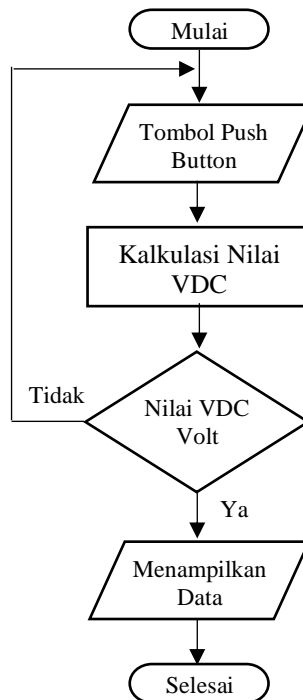 Mulai
Tombol Push
Button
Kalkulasi Nilai
VDC
Tidak
Nilai VDC
Volt
Ya
Menampilkan
Data
Selesai